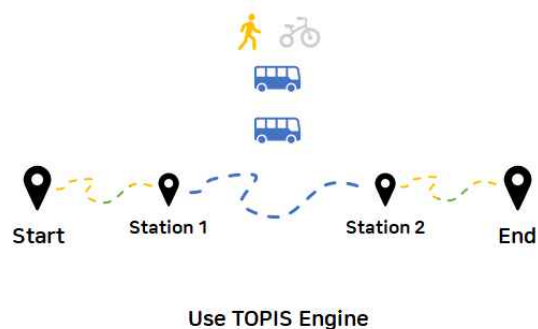 Start
Station 1
Station 2
End
Use TOPIS Engine